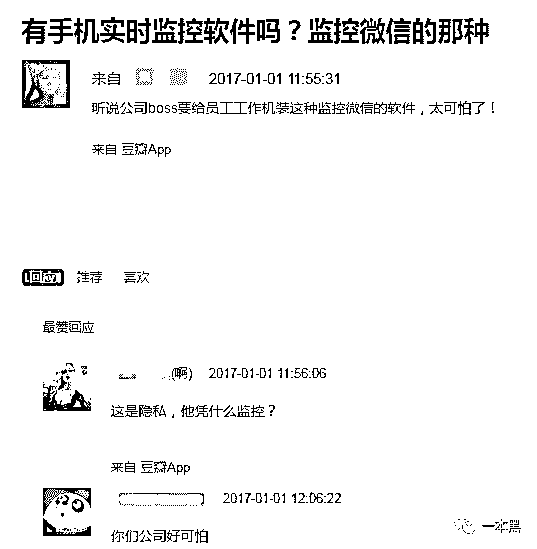 有手机实时监控软件吗？监控微信的那种
来自 2017-01-01 11:55:31
听说公司boss要给员工工作机装这种监控微信的软件，太可怕了！
来自 豆瓣App
回应 推荐 喜欢
最赞回应
(啊) 2017-01-01 11:56:06
这是隐私，他凭什么监控？
来自 豆瓣App
2017-01-01 12:06:22
你们公司好可怕
一本黑